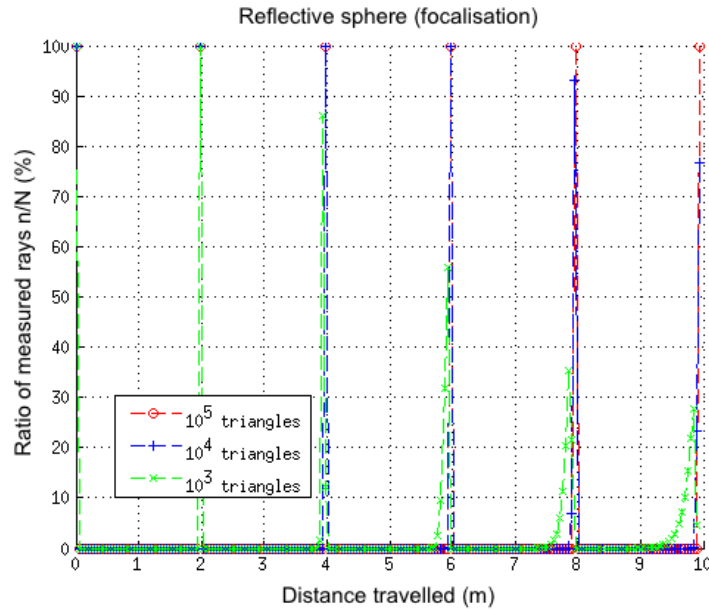 Reflective sphere (focalisation)
Ratio of measured rays n/N (%)
100
90
80
70
60
50
40
30
20
10
0
10^5 triangles
10^4 triangles
10^3 triangles
0 1 2 3 4 5 6 7 8 9 10
Distance travelled (m)